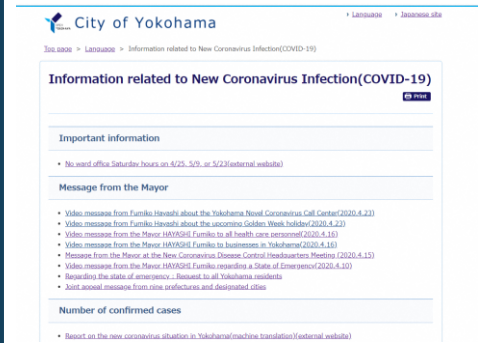 City of Yokohama
Language
Japanese site
Top page > Language > Information related to New Coronavirus Infection(COVID-19)
Information related to New Coronavirus Infection(COVID-19)
Print
Important information
No ward office Saturday hours on 4/25, 5/9, or 5/23(external website)
Message from the Mayor
Video message from Fumiko Hayashi about the Yokohama Novel Coronavirus Call Center(2020.4.23)
Video message from Fumiko Hayashi about the upcoming Golden Week holiday(2020.4.23)
Video message from the Mayor HAYASHI Fumiko to all health care personnel(2020.4.16)
Video message from the Mayor HAYASHI Fumiko to businesses in Yokohama(2020.4.16)
Message from the Mayor at the New Coronavirus Disease Control Headquarters Meeting (2020.4.15)
Video message from the Mayor HAYASHI Fumiko regarding a State of Emergency(2020.4.10)
Regarding the state of emergency : Request to all Yokohama residents
Joint appeal message from nine prefectures and designated cities
Number of confirmed cases
Report on the new coronavirus situation in Yokohama(machine translation)(external website)